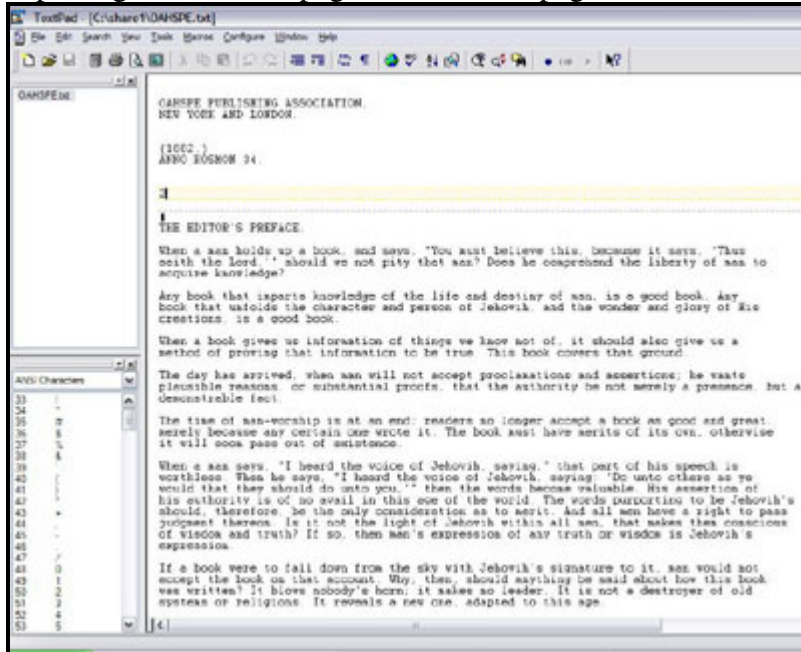 TextPad - [C:\share1\OAHSPE.txt]
File Edit Search View Tools Macros Configure Window Help
OAHSPE.txt
OAHSPE PUBLISHING ASSOCIATION.
NEW YORK AND LONDON.
(1882.)
ANNO KOSMON 34.
2
THE EDITOR'S PREFACE.
When a man holds up a book, and says, "You must believe this, because it says, 'Thus
saith the Lord,'" should we not pity that man? Does he comprehend the liberty of man to
acquire knowledge?
Any book that imparts knowledge of the life and destiny of man, is a good book. Any
book that unfolds the character and person of Jehovih, and the wonder and glory of His
creations, is a good book.
When a book gives us information of things we know not of, it should also give us a
method of proving that information to be true. This book covers that ground.
The day has arrived, when man will not accept proclamations and assertions; he wants
plausible reasons, or substantial proofs, that the authority be not merely a presence, but a
demonstrable fact.
The time of man-worship is at an end; readers no longer accept a book as good and great,
merely because any certain one wrote it. The book must have merits of its own, otherwise
it will soon pass out of existence.
When a man says, "I heard the voice of Jehovih, saying," that part of his speech is
worthless. When he says, "I heard the voice of Jehovih, saying: 'Do unto others as ye
would that they should do unto you,'" then the words become valuable. His assertion of
his authority is of no avail in this age of the world. The words purporting to be Jehovih's
should, therefore, be the only consideration as to merit. And all men have a right to pass
judgment thereon. Is it not the light of Jehovih within all men, that makes them conscious
of wisdom and truth? If so, then man's expression of any truth or wisdom is Jehovih's
expression.
If a book were to fall down from the sky with Jehovih's signature to it, man would not
accept the book on that account. Why, then, should anything be said about how this book
was written? It blows nobody's horn; it makes no leader. It is not a destroyer of old
systems or religions. It reveals a new one, adapted to this age
ANSI Characters
33 !
34 "
35 #
36 $
37 %
38 &
39
40 (
41 )
42
43 +
44
45 -
46 .
47 /
48 0
49 1
50 2
51 3
52 4
53 5